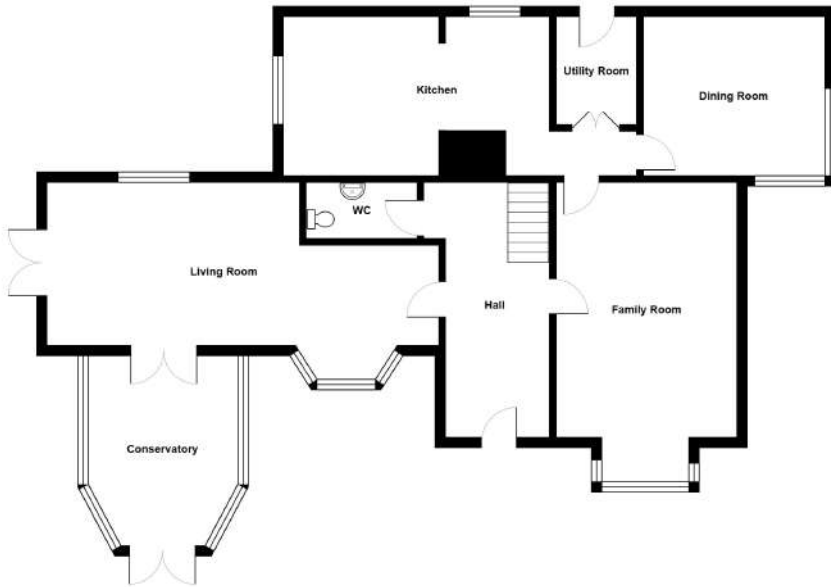 Utility Room
Kitchen
Dining Room
WC
Living Room
Hall
Family Room
Conservatory